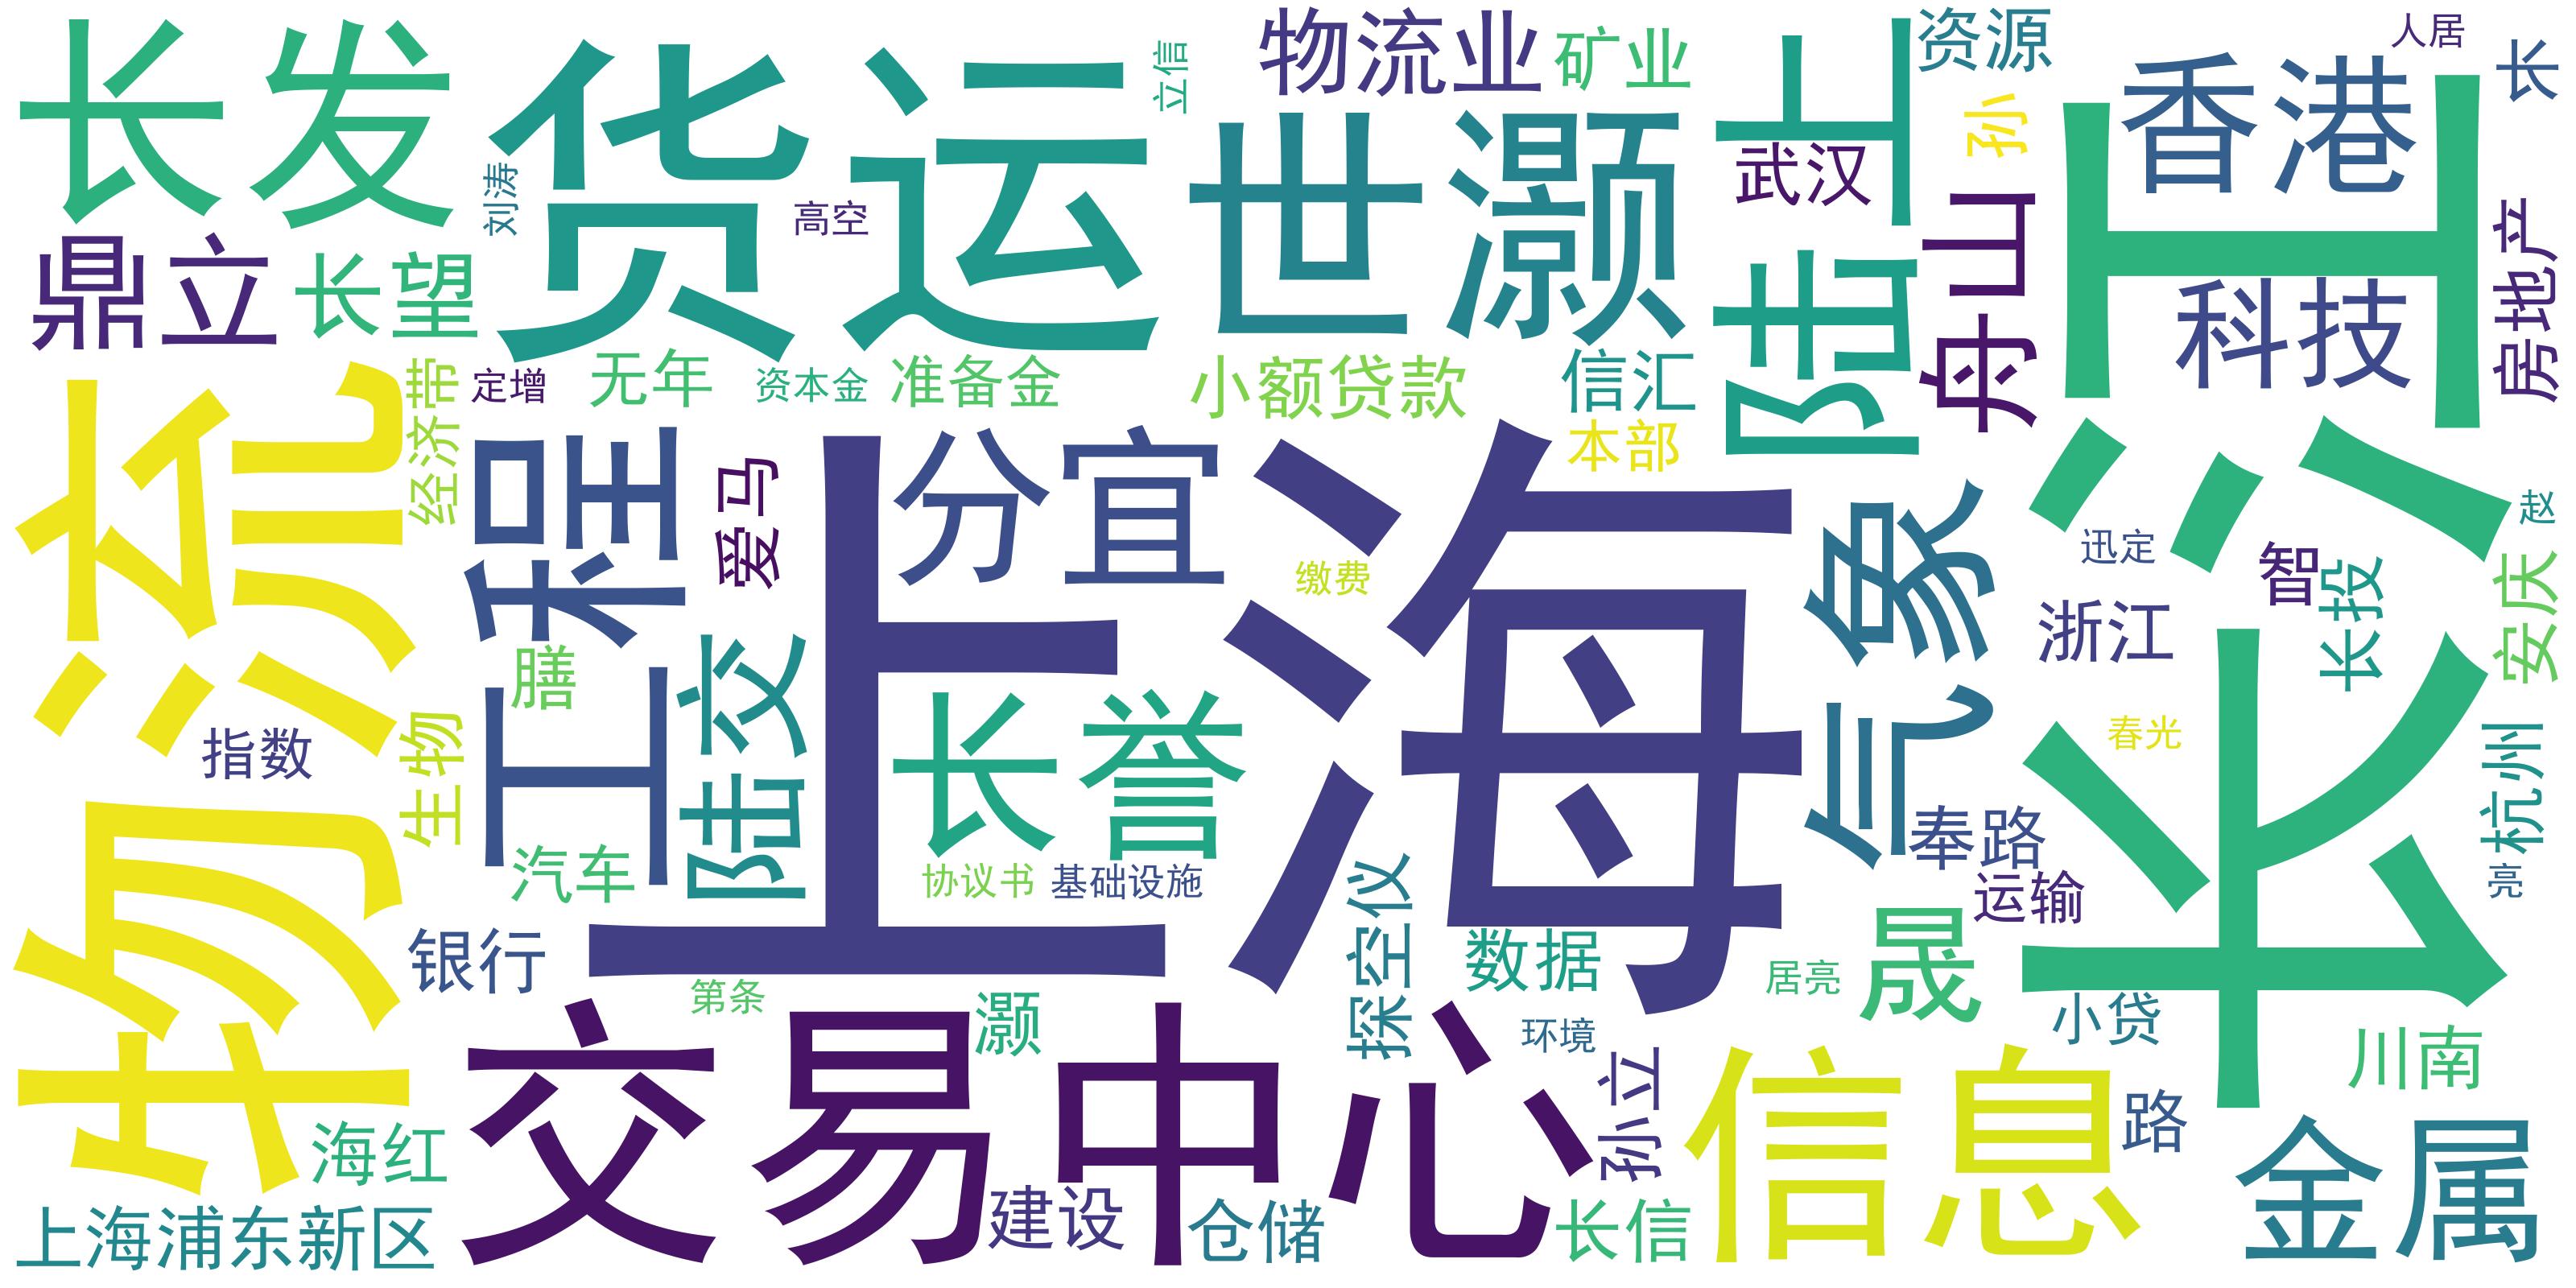 长发
货运
立信
物流业
矿业
陆上
资源
人居
长
香港
长江
孙
武汉
世灏
刘涛
高空
舟山
房地产
鼎立
长望
科技
定增
无年
资本金
准备金
小额贷款
信汇
本部
物流
经济带
工程
爱马
分宜
上海
气象
迅定
智
赵
缴费
长投
安庆
浙江
膳
陆交
长誉
指数
生物
春光
杭州
奉路
汽车
协议书
基础设施
探空仪
运输
亮
银行
第条
数据
居亮
晟
灏
环境
小贷
川南
交易中心
孙立
信息
路
金属
海红
建设
仓储
长信
上海浦东新区